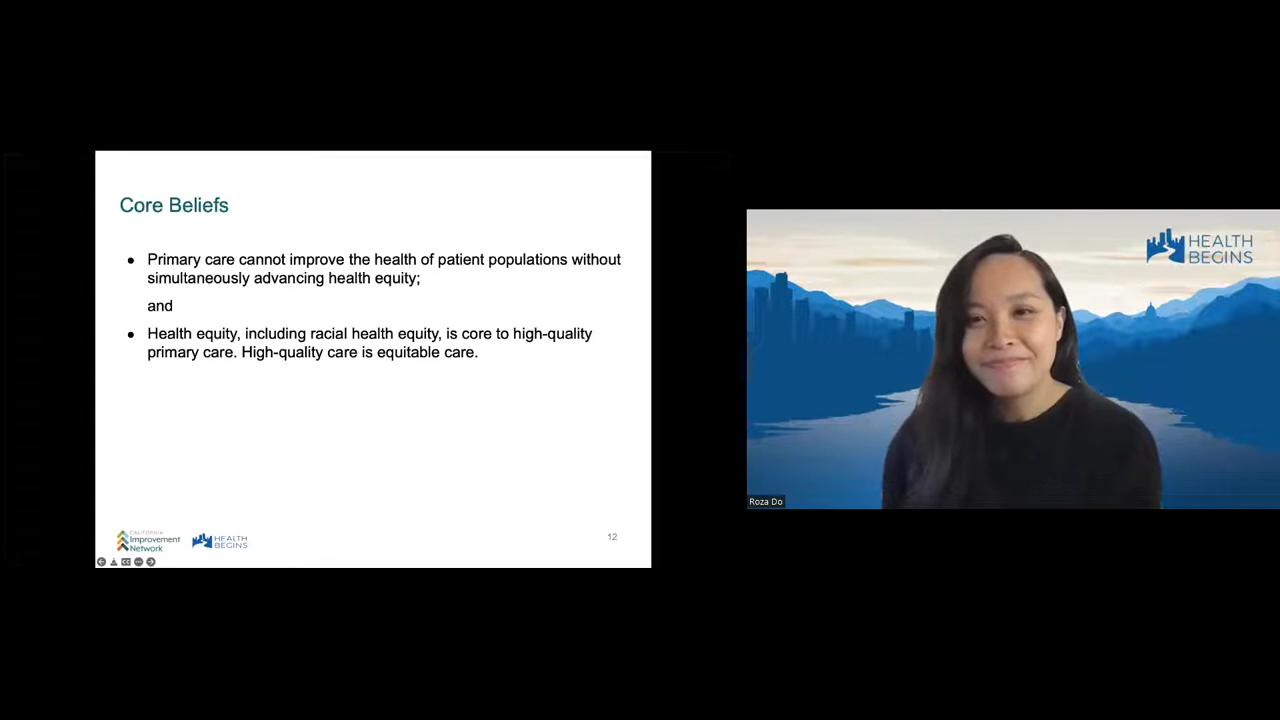 Core Beliefs
● Primary care cannot improve the health of patient populations without
simultaneously advancing health equity;
and
● Health equity, including racial health equity, is core to high-quality
primary care. High-quality care is equitable care.
CALIFORNIA
Improvement
Network
HEALTH
BEGINS
12
HEALTH
BEGINS
Roza Do